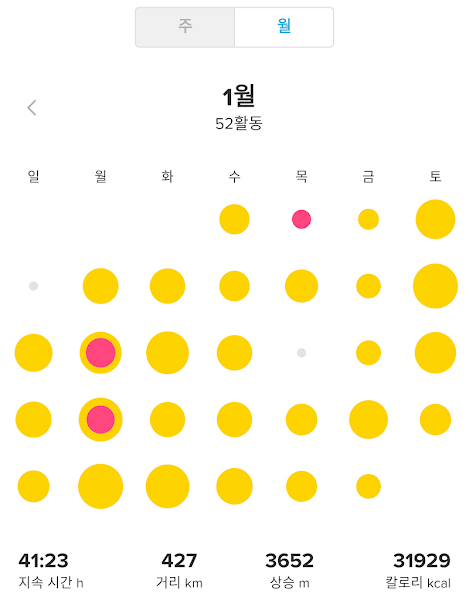 주 월
1월
52활동
일 월 화 수 목 금 토
41:23 427 3652 31929
지속 시간 h 거리 km 상승 m 칼로리 kcal